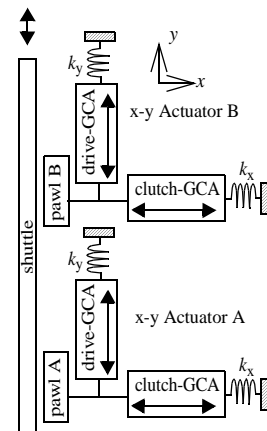 y
x
k_y
drive-GCA
x-y Actuator B
pawl B
clutch-GCA
k_x
shuttle
k_y
drive-GCA
x-y Actuator A
pawl A
clutch-GCA
k_x